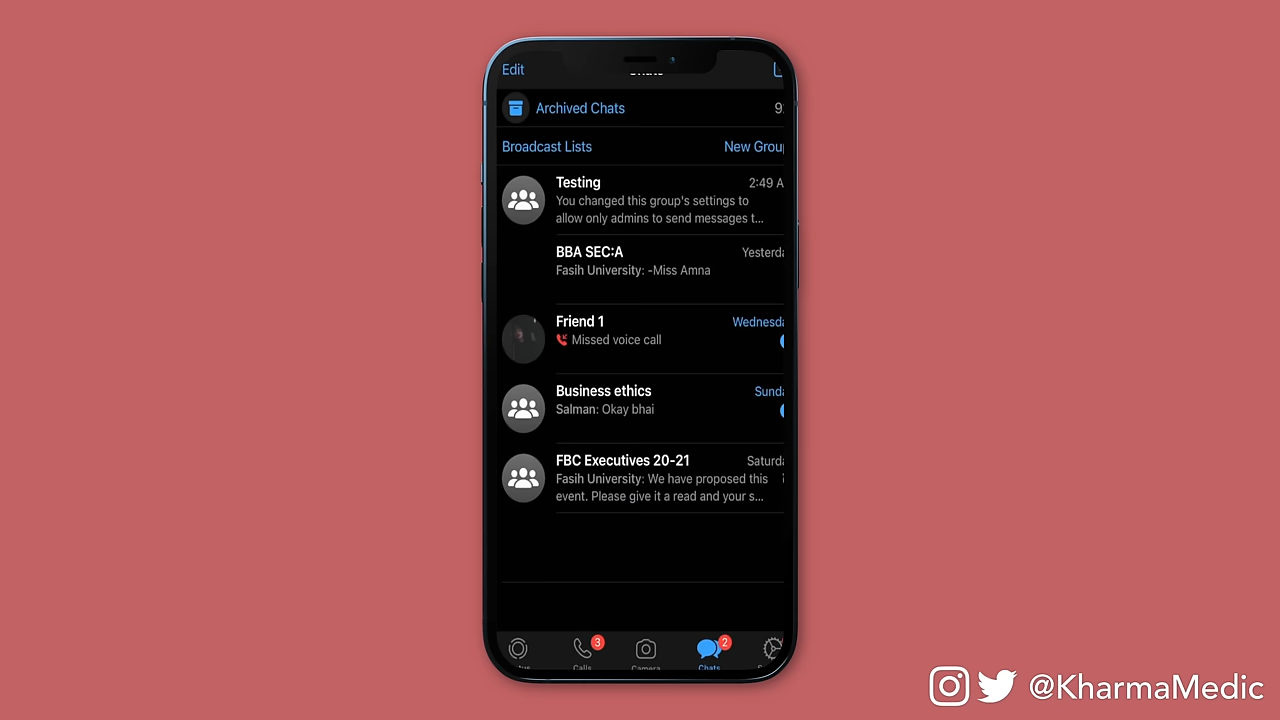 Edit
Archived Chats
Broadcast Lists
Testing
2:49 A
You changed this group's settings to
allow only admins to send messages t...
BBA SEC:A
Fasih University: -Miss Amna
Friend 1
Missed voice call
Business ethics
Salman: Okay bhai
FBC Executives 20-21
Fasih University: We have proposed this
event. Please give it a read and your s...
3
2
Calls
Camera
Chats
@KharmaMedic